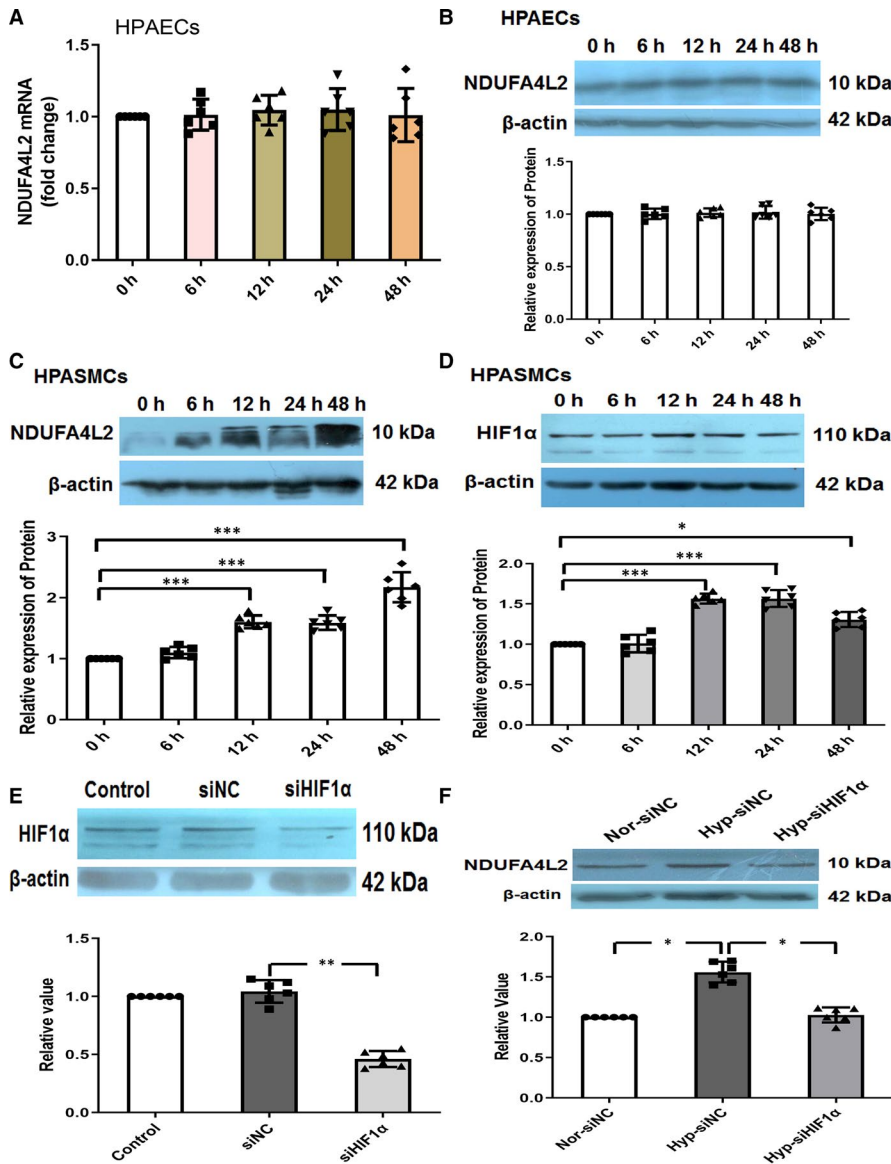 A
HPAECs
NDUFA4L2 mRNA
(fold change)
1.5
1.0
0.5
0.0
0 h
6 h
12 h
24 h
48 h
B
HPAECs
0 h 6 h 12 h 24 h 48 h
NDUFA4L2
10 kDa
β-actin
42 kDa
Relative expression of Protein
1.5
1.0
0.5
0.0
0 h
6 h
12 h
24 h
48 h
C
HPASMCs
0 h 6 h 12 h 24 h 48 h
NDUFA4L2
10 kDa
β-actin
42 kDa
Relative expression of Protein
3
2
1
0
***
***
***
0 h
6 h
12 h
24 h
48 h
D
HPASMCs
0 h 6 h 12 h 24 h 48 h
HIF1α
110 kDa
β-actin
42 kDa
Relative expression of Protein
2.0
1.5
1.0
0.5
0.0
*
***
***
0 h
6 h
12 h
24 h
48 h
E
Control siNC siHIF1α
HIF1α
110 kDa
β-actin
42 kDa
Relative value
1.5
1.0
0.5
0.0
**
Control
siNC
siHIF1α
F
Nor-siNC
Hyp-siNC
Hyp-siHIF1α
NDUFA4L2
10 kDa
β-actin
42 kDa
Relative Value
2.0
1.5
1.0
0.5
0.0
*
*
Nor-siNC
Hyp-siNC
Hyp-siHIF1α